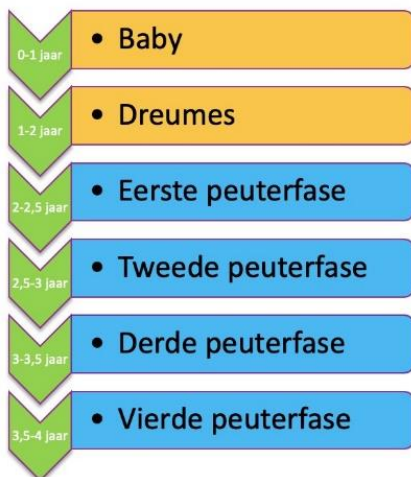 0-1 jaar
• Baby
1-2 jaar
• Dreumes
2-2,5 jaar
• Eerste peuterfase
2,5-3 jaar
• Tweede peuterfase
3-3,5 jaar
• Derde peuterfase
3,5-4 jaar
• Vierde peuterfase